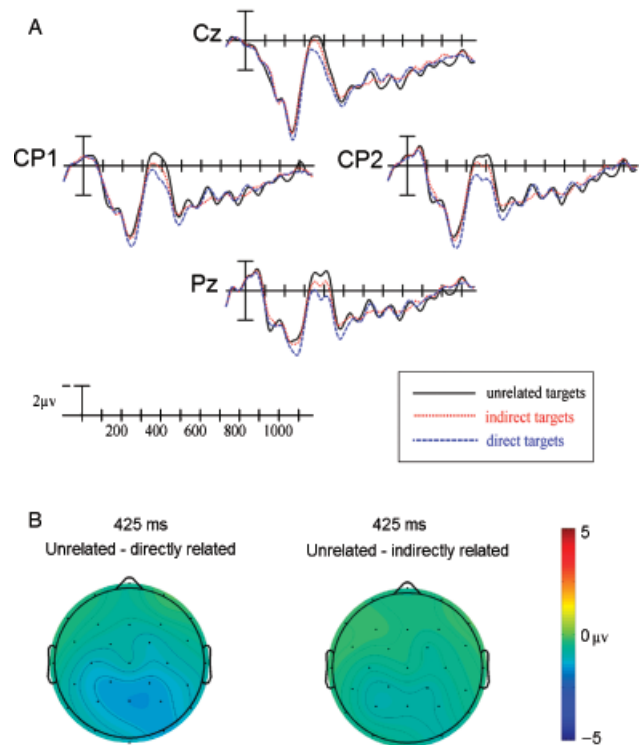 A
Cz
CP1
CP2
Pz
2μv
200 400 600 800 1000
unrelated targets
indirect targets
direct targets
B
425 ms
Unrelated - directly related
425 ms
Unrelated - indirectly related
5
0 μv
−5